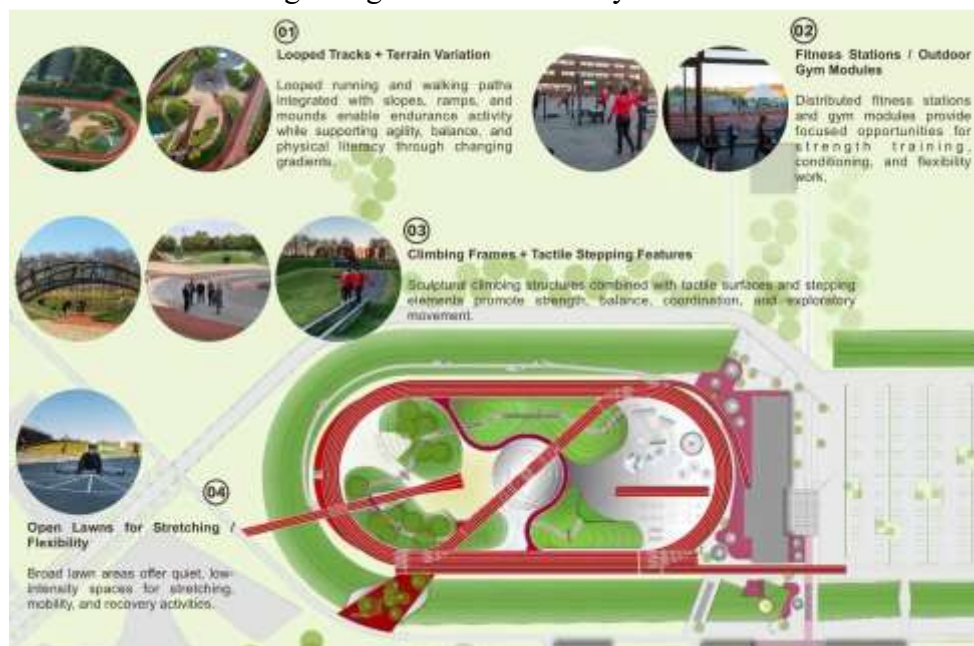 01
Looped Tracks + Terrain Variation
Looped running and walking paths
integrated with slopes, ramps, and
mounds enable endurance activity
while supporting agility, balance, and
physical literacy through changing
gradients.
02
Fitness Stations / Outdoor
Gym Modules
Distributed fitness stations
and gym modules provide
focused opportunities for
strength training,
conditioning, and flexibility
work.
03
Climbing Frames + Tactile Stepping Features
Sculptural climbing structures combined with tactile surfaces and stepping
elements promote strength, balance, coordination, and exploratory
movement.
04
Open Lawns for Stretching /
Flexibility
Broad lawn areas offer quiet, low-
intensity spaces for stretching,
mobility, and recovery activities.